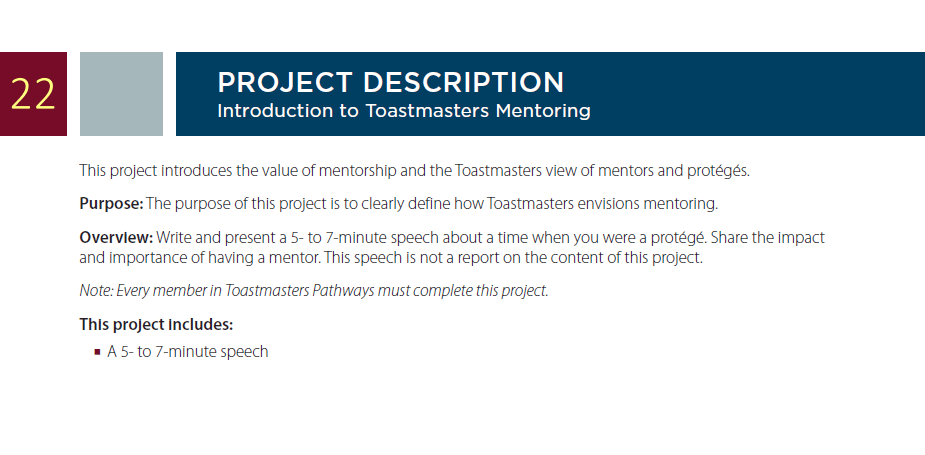 22
PROJECT DESCRIPTION
Introduction to Toastmasters Mentoring
This project introduces the value of mentorship and the Toastmasters view of mentors and protégés.
Purpose: The purpose of this project is to clearly define how Toastmasters envisions mentoring.
Overview: Write and present a 5- to 7-minute speech about a time when you were a protégé. Share the impact
and importance of having a mentor. This speech is not a report on the content of this project.
Note: Every member in Toastmasters Pathways must complete this project.
This project includes:
▪ A 5- to 7-minute speech